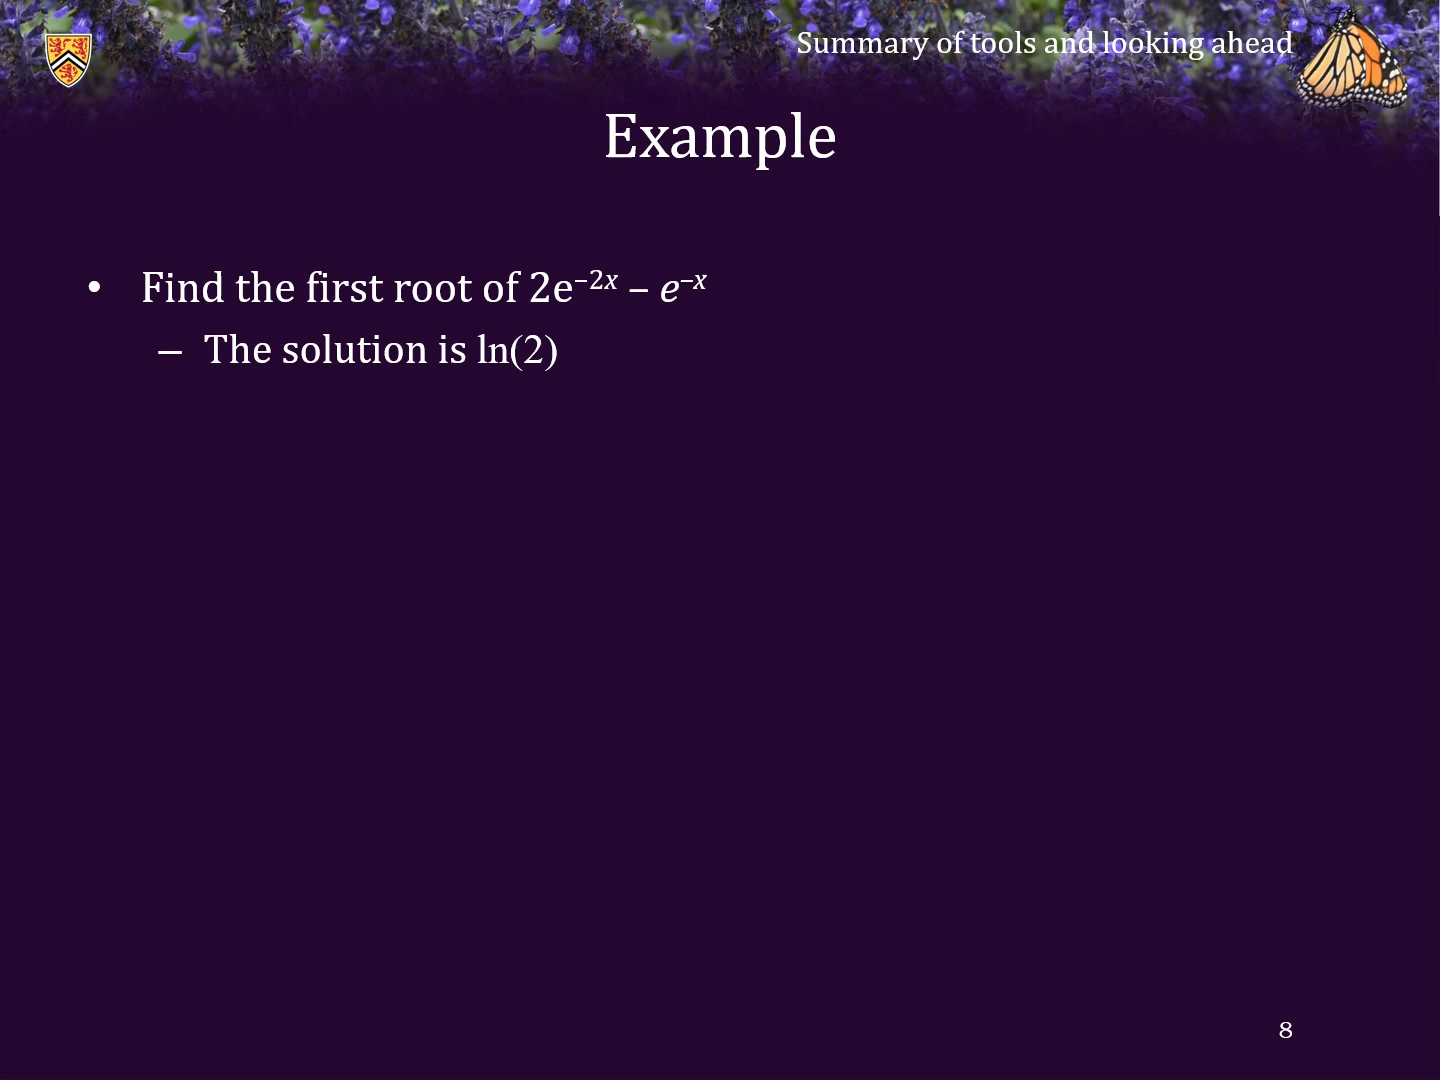 Summary of tools and looking ahead
Example
• Find the first root of 2e⁻²ˣ – e⁻ˣ
– The solution is ln(2)
8